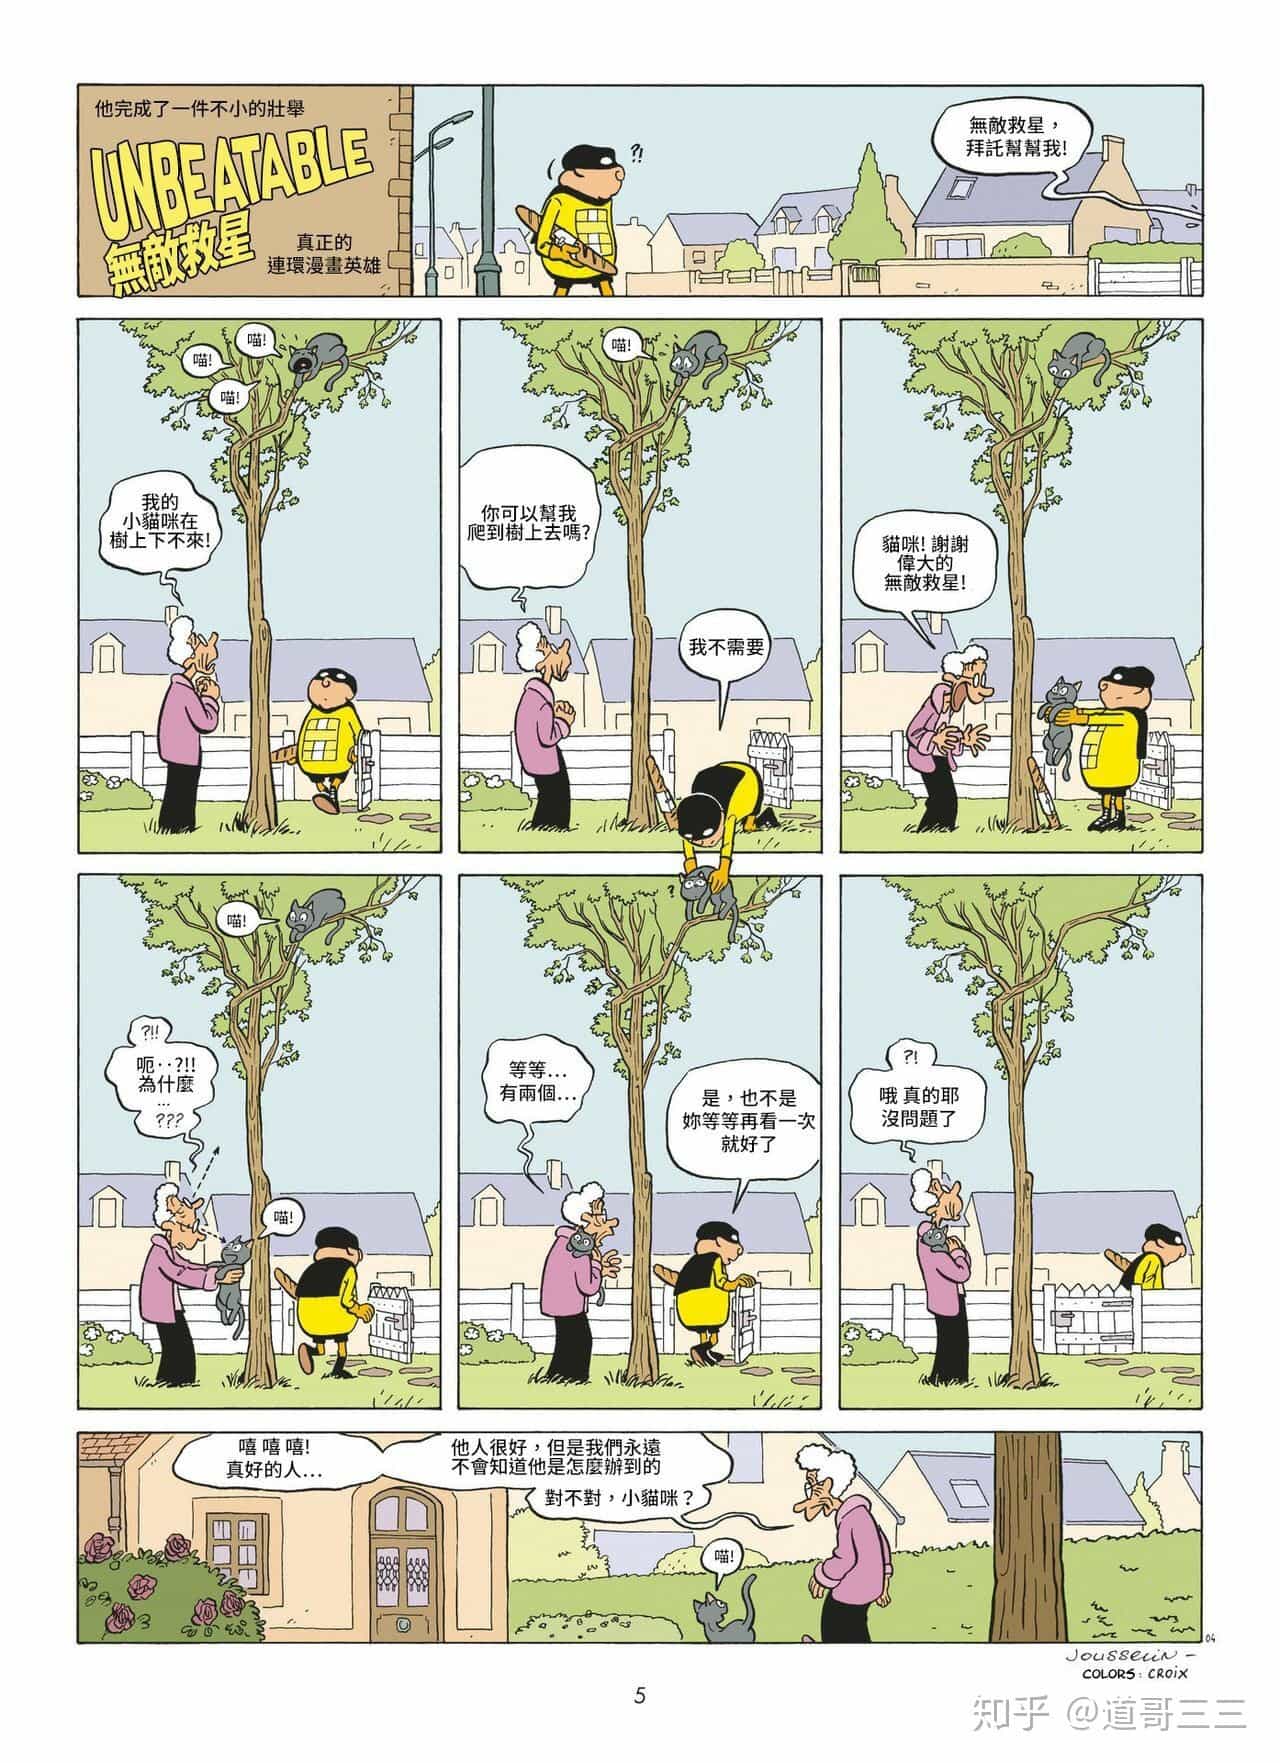 他完成了一件不小的壯舉
UNBEATABLE
無敵救星
真正的
連環漫畫英雄
?!
無敵救星，
拜託幫幫我!
喵!
喵!
喵!
我的
小貓咪在
樹上下不來!
喵!
你可以幫我
爬到樹上去嗎?
我不需要
貓咪! 謝謝
偉大的
無敵救星!
喵!
?!!
呃‥?!!
為什麼
...
???
喵!
?
等等...
有兩個...
是，也不是
妳等等再看一次
就好了
?!
哦 真的耶
沒問題了
嘻 嘻 嘻!
真好的人...
他人很好，但是我們永遠
不會知道他是怎麼辦到的
對不對，小貓咪？
喵!
04
JOUSSELIN -
COLORS: CROIX
5
知乎 @道哥三三